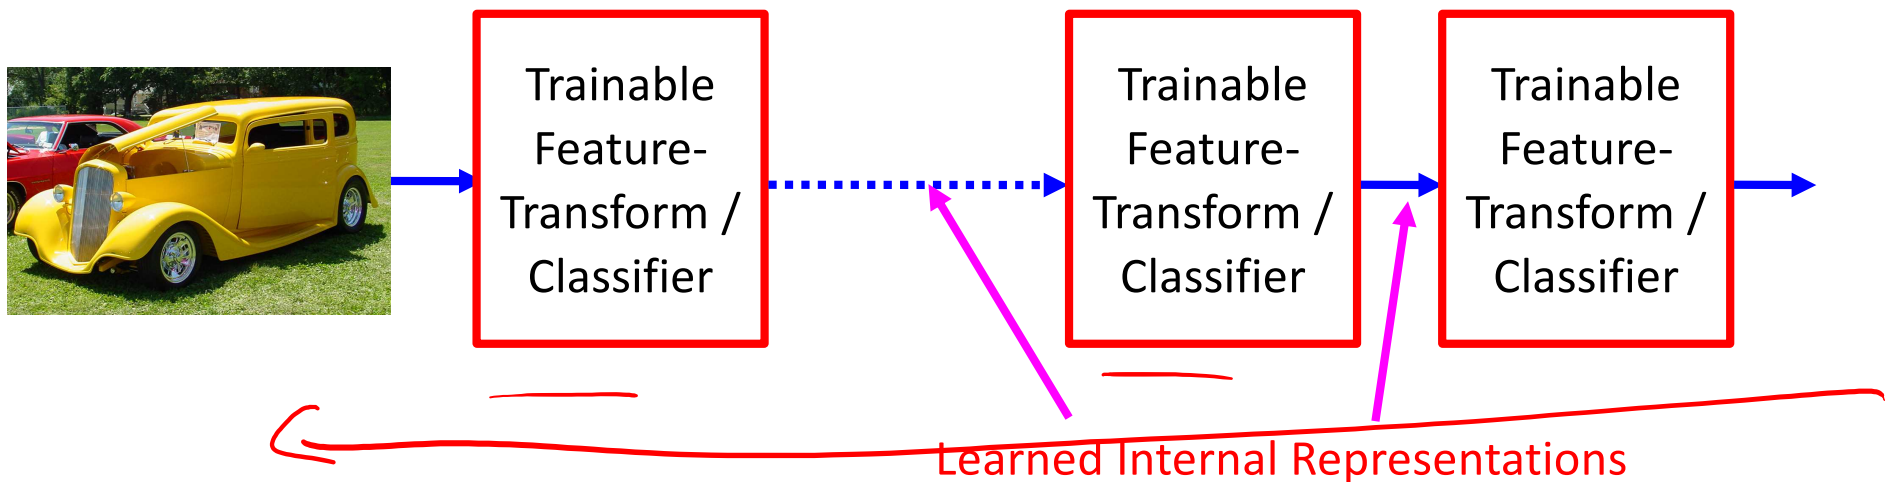 Trainable
Feature-
Transform /
Classifier
Trainable
Feature-
Transform /
Classifier
Trainable
Feature-
Transform /
Classifier
Learned Internal Representations